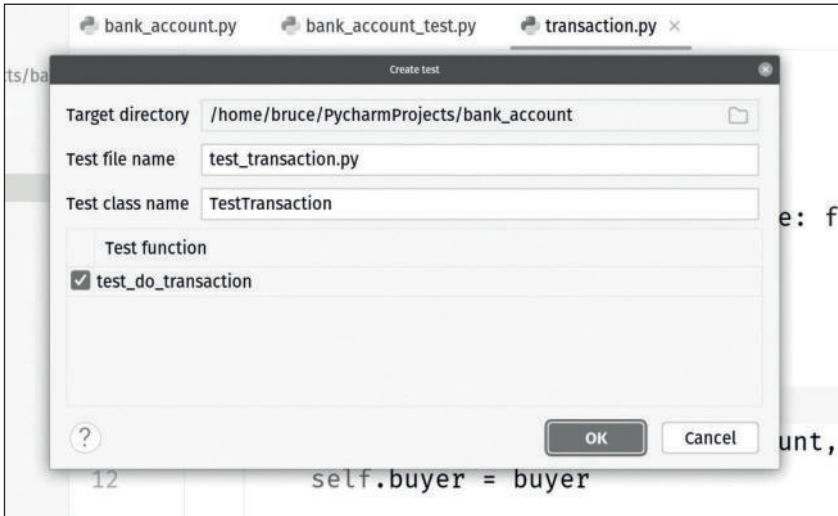 bank_account.py bank_account_test.py transaction.py ×
ts/ba
Create test
Target directory /home/bruce/PycharmProjects/bank_account
Test file name test_transaction.py
Test class name TestTransaction
e: f
Test function
test_do_transaction
? OK Cancel
unt,
12 self.buyer = buyer